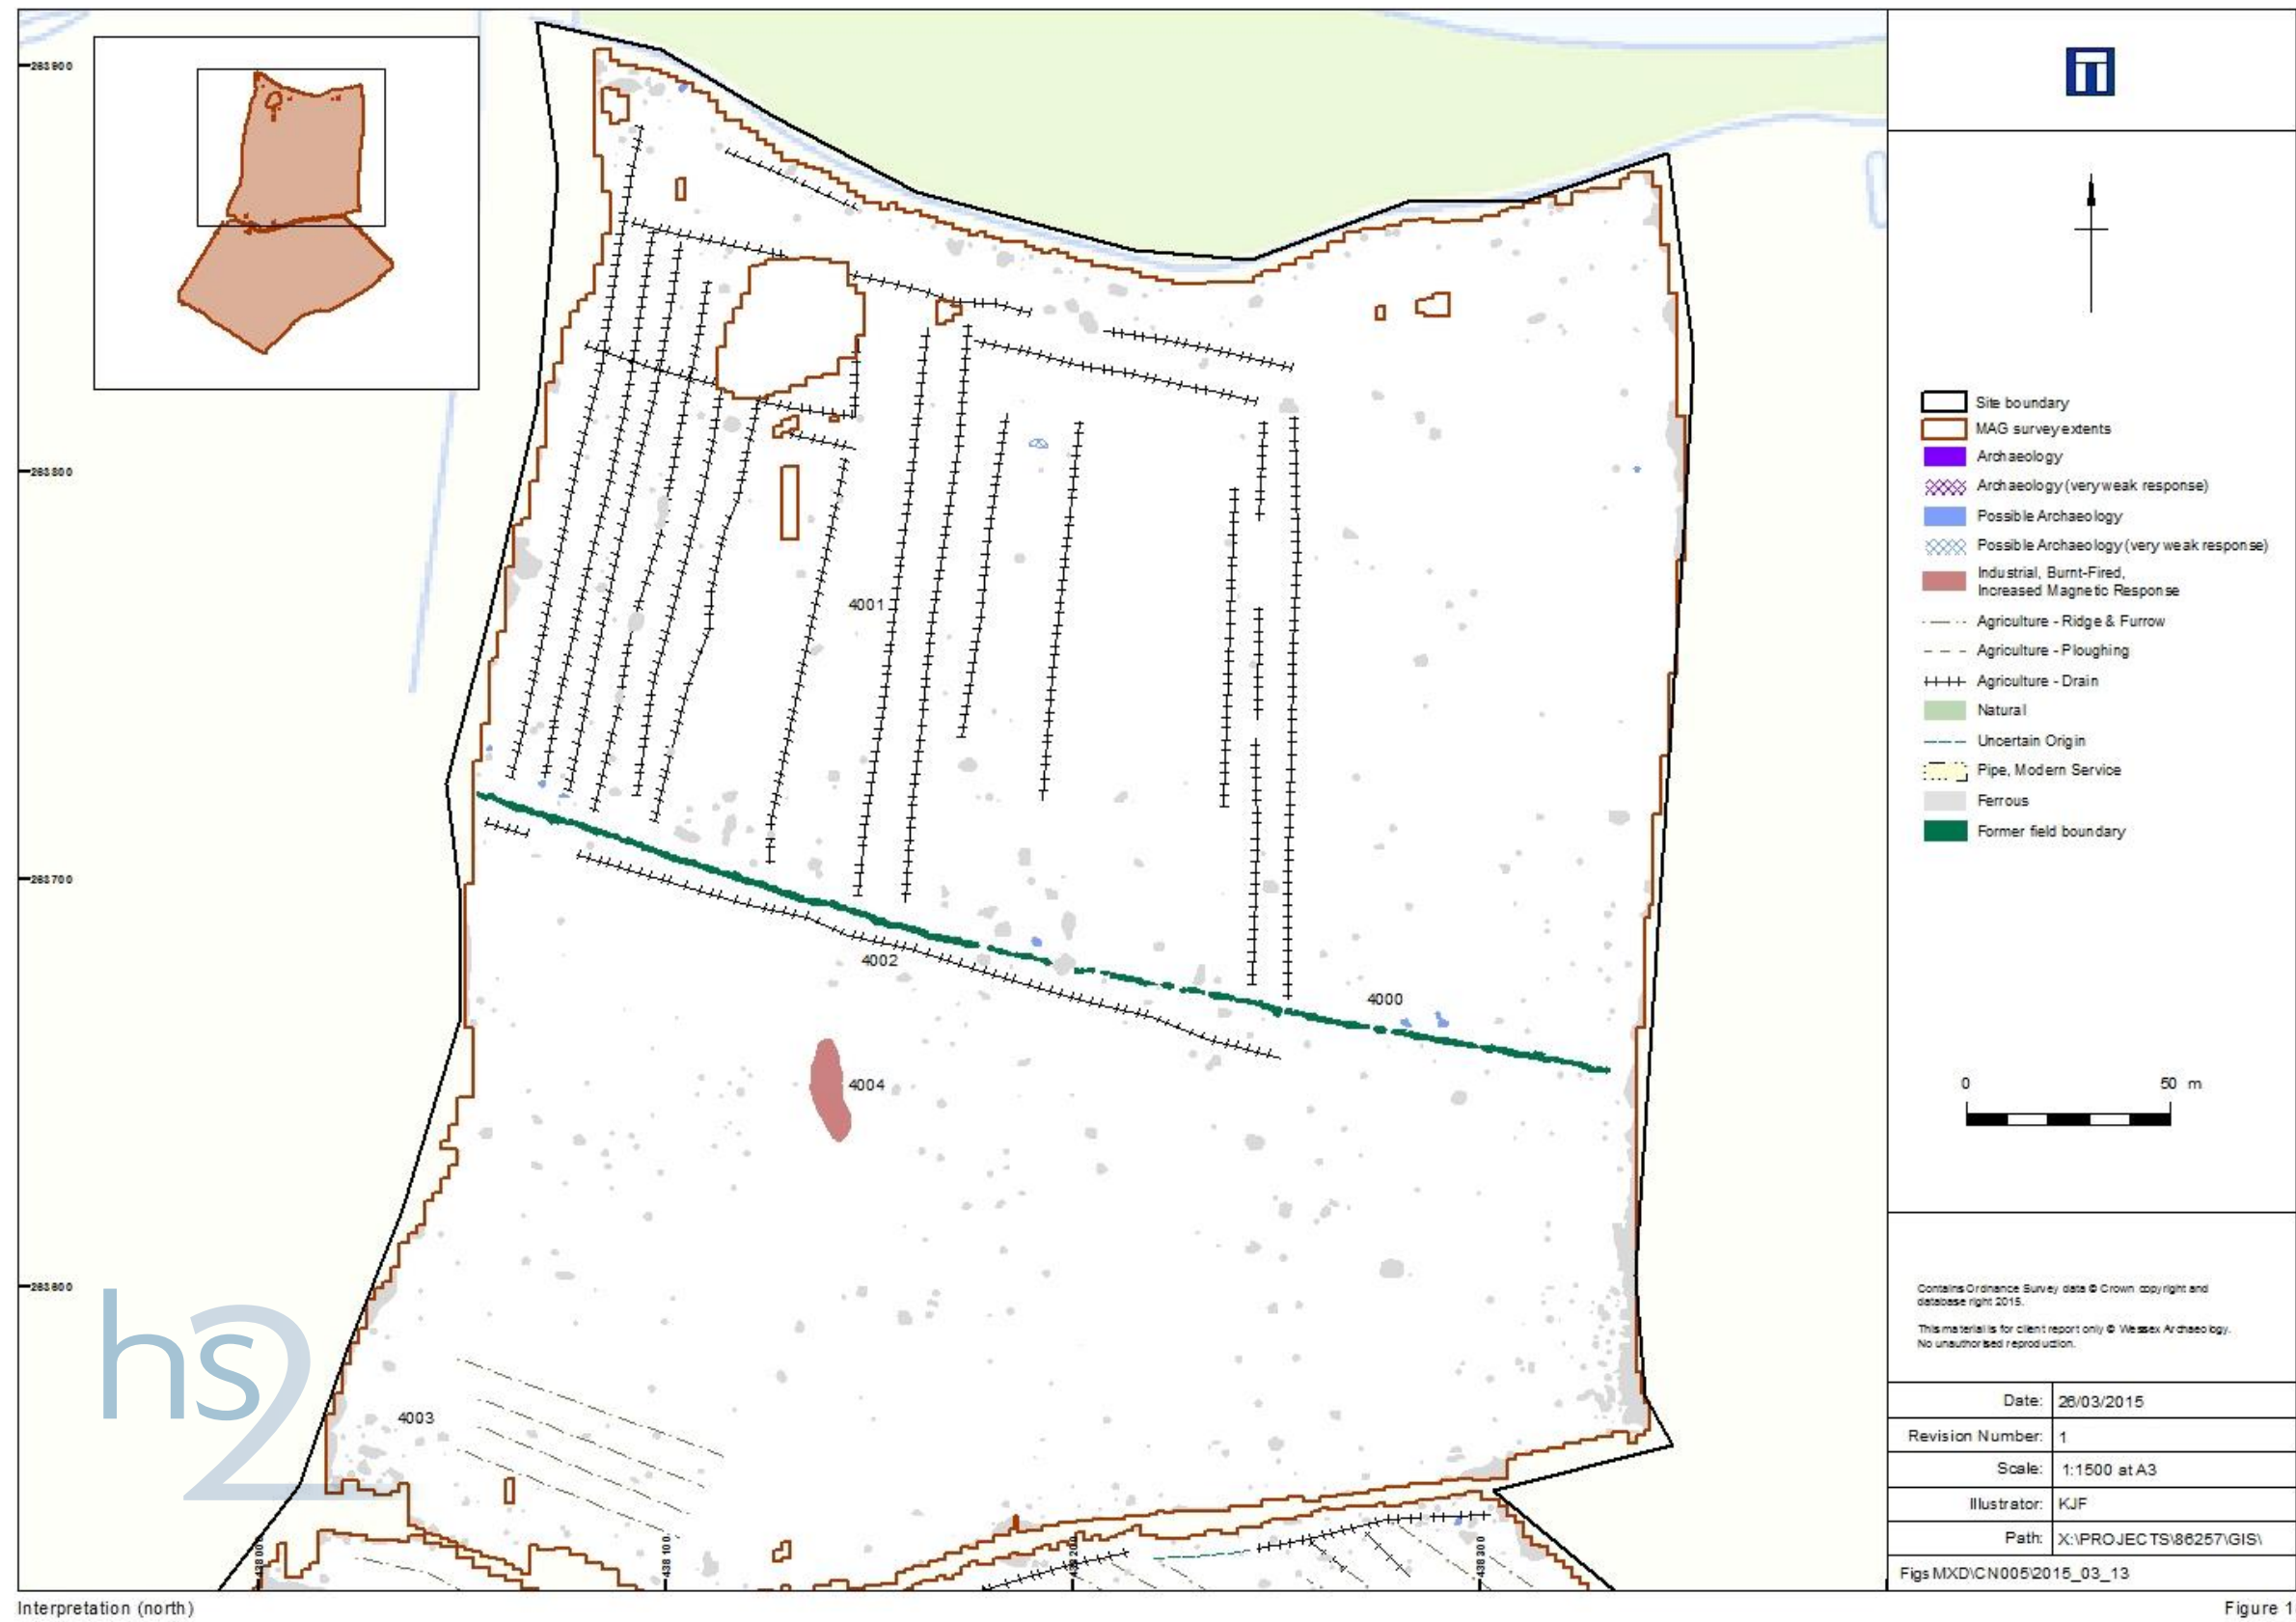 263900
263800
263700
263600
438000
438100
438200
438300
4001
4002
4000
4004
4003
hs2
Site boundary
MAG survey extents
Archaeology
Archaeology (very weak response)
Possible Archaeology
Possible Archaeology (very weak response)
Industrial, Burnt-Fired,
Increased Magnetic Response
Agriculture - Ridge & Furrow
Agriculture - Ploughing
Agriculture - Drain
Natural
Uncertain Origin
Pipe, Modern Service
Ferrous
Former field boundary
0 50 m
Contains Ordnance Survey data © Crown copyright and
database right 2015.
This material is for client report only © Wessex Archaeology.
No unauthorised reproduction.
Date: 26/03/2015
Revision Number: 1
Scale: 1:1500 at A3
Illustrator: KJF
Path: X:\PROJECTS\86257\GIS\
Figs MXD\CN005\2015_03_13
Interpretation (north)
Figure 1